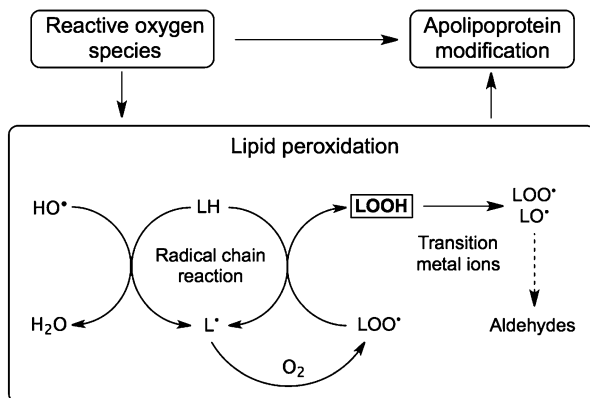 Reactive oxygen
species
Apolipoprotein
modification
Lipid peroxidation
HO•
LH
LOOH
LOO•
LO•
Radical chain
reaction
Transition
metal ions
H₂O
L•
LOO•
Aldehydes
O₂